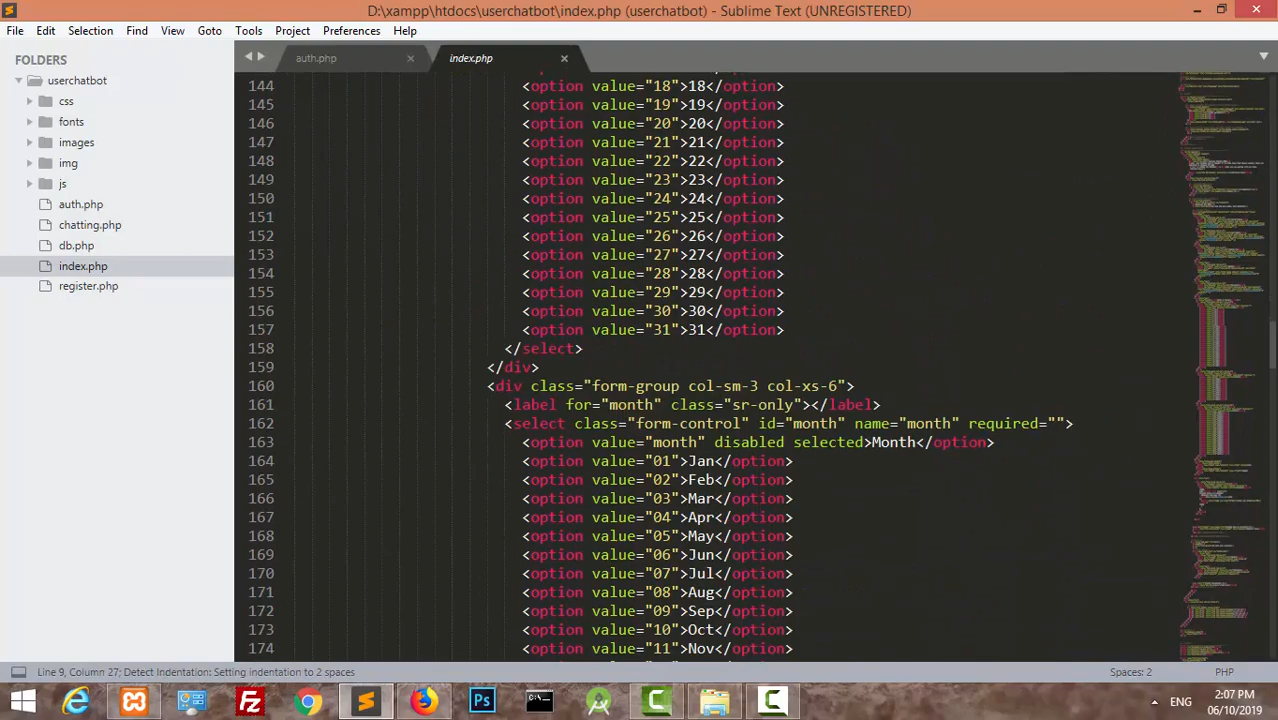 D:\xampp\htdocs\userchatbot\index.php (userchatbot) - Sublime Text (UNREGISTERED)
File Edit Selection Find View Goto Tools Project Preferences Help
FOLDERS
userchatbot
css
fonts
images
img
js
auth.php
chatting.php
db.php
index.php
register.php
auth.php index.php
144 <option value="18">18</option>
145 <option value="19">19</option>
146 <option value="20">20</option>
147 <option value="21">21</option>
148 <option value="22">22</option>
149 <option value="23">23</option>
150 <option value="24">24</option>
151 <option value="25">25</option>
152 <option value="26">26</option>
153 <option value="27">27</option>
154 <option value="28">28</option>
155 <option value="29">29</option>
156 <option value="30">30</option>
157 <option value="31">31</option>
158 </select>
159 </div>
160 <div class="form-group col-sm-3 col-xs-6">
161 <label for="month" class="sr-only"></label>
162 <select class="form-control" id="month" name="month" required="">
163 <option value="month" disabled selected>Month</option>
164 <option value="01">Jan</option>
165 <option value="02">Feb</option>
166 <option value="03">Mar</option>
167 <option value="04">Apr</option>
168 <option value="05">May</option>
169 <option value="06">Jun</option>
170 <option value="07">Jul</option>
171 <option value="08">Aug</option>
172 <option value="09">Sep</option>
173 <option value="10">Oct</option>
174 <option value="11">Nov</option>
Line 9, Column 27; Detect Indentation: Setting indentation to 2 spaces
Spaces: 2 PHP
Ps
2:07 PM
06/10/2019